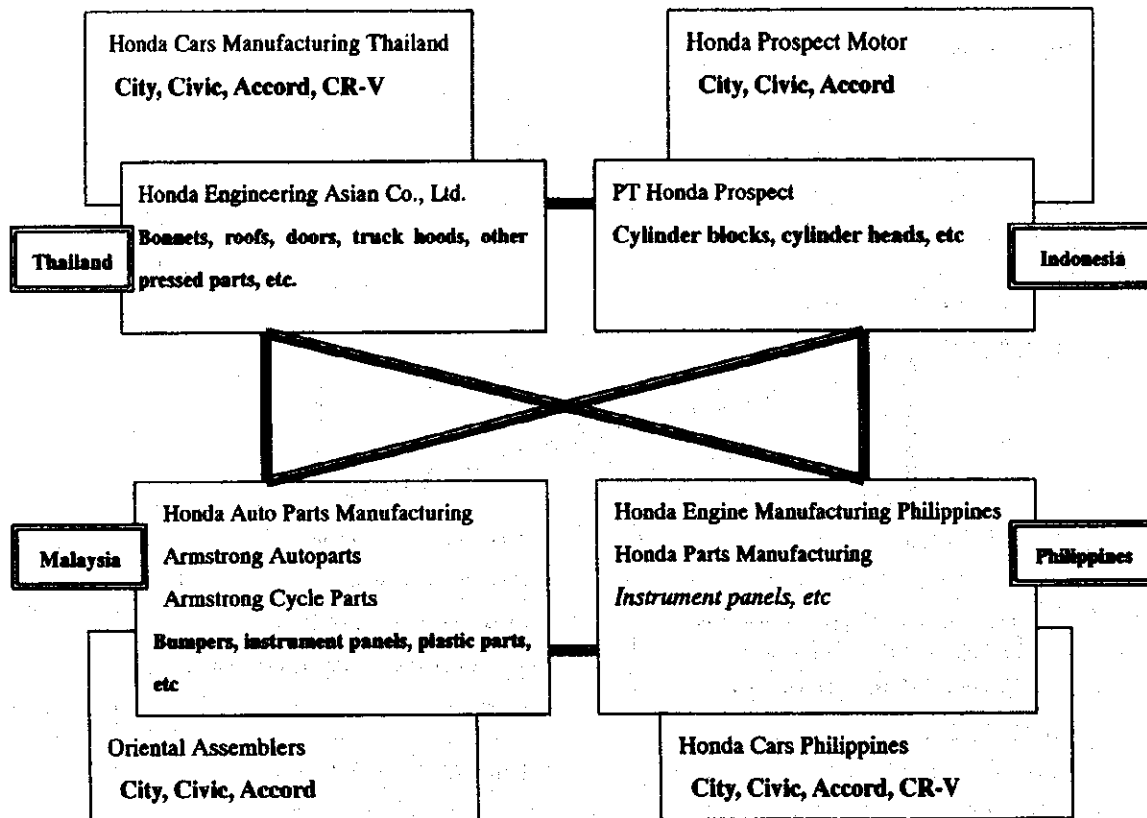 Honda Cars Manufacturing Thailand
City, Civic, Accord, CR-V
Honda Prospect Motor
City, Civic, Accord
Honda Engineering Asian Co., Ltd.
Bonnets, roofs, doors, truck hoods, other
pressed parts, etc.
Thailand
PT Honda Prospect
Cylinder blocks, cylinder heads, etc
Indonesia
Honda Auto Parts Manufacturing
Armstrong Autoparts
Armstrong Cycle Parts
Bumpers, instrument panels, plastic parts,
etc
Malaysia
Honda Engine Manufacturing Philippines
Honda Parts Manufacturing
Instrument panels, etc
Philippines
Oriental Assemblers
City, Civic, Accord
Honda Cars Philippines
City, Civic, Accord, CR-V